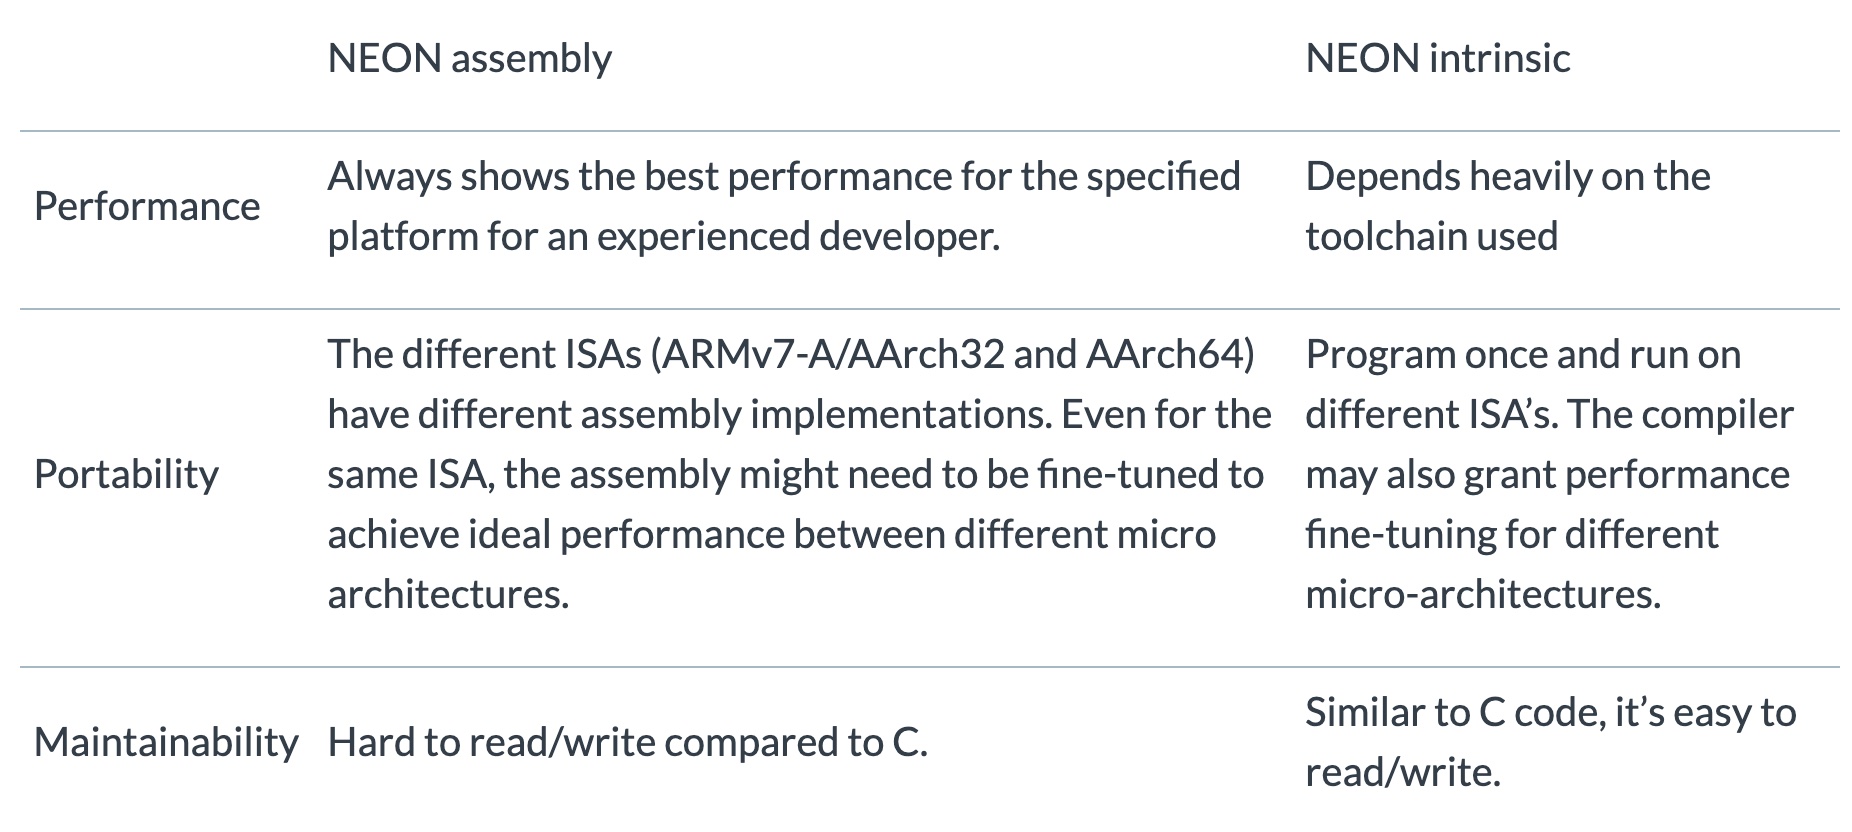 NEON assembly NEON intrinsic
Performance
Always shows the best performance for the specified
platform for an experienced developer.
Depends heavily on the
toolchain used
Portability
The different ISAs (ARMv7-A/AArch32 and AArch64)
have different assembly implementations. Even for the
same ISA, the assembly might need to be fine-tuned to
achieve ideal performance between different micro
architectures.
Program once and run on
different ISA’s. The compiler
may also grant performance
fine-tuning for different
micro-architectures.
Maintainability
Hard to read/write compared to C.
Similar to C code, it’s easy to
read/write.